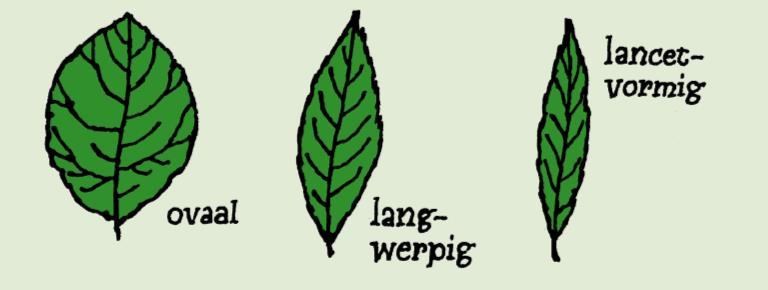 ovaal
lang-
werpig
lancet-
vormig